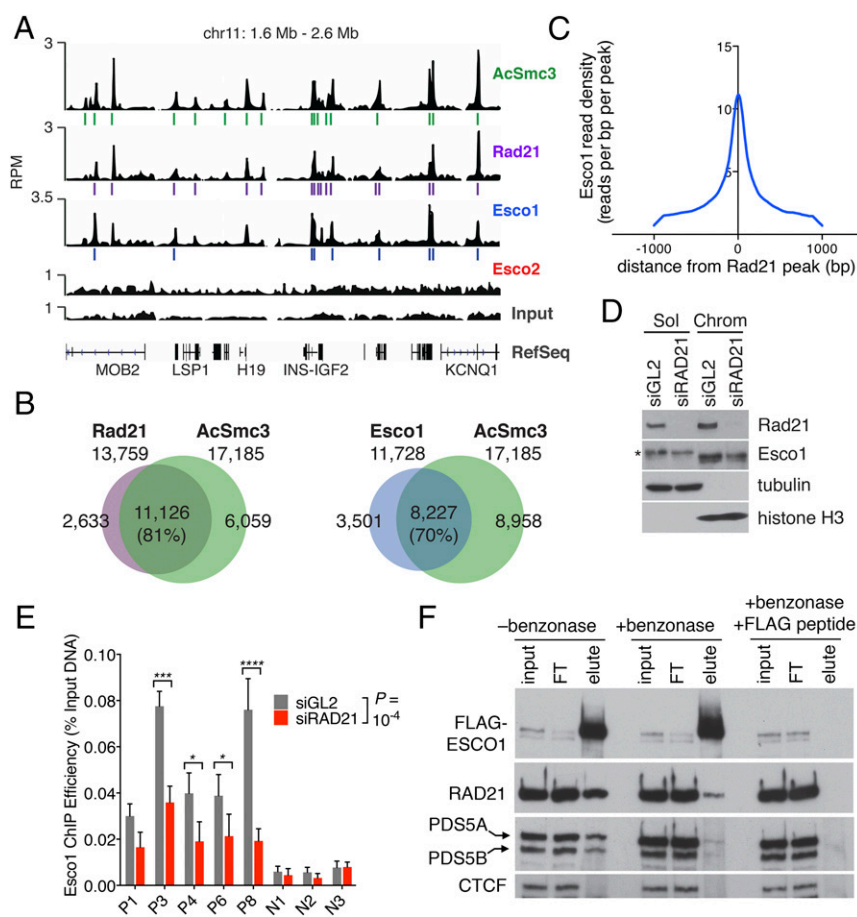 A
chr11: 1.6 Mb - 2.6 Mb
3
AcSmc3
3
Rad21
RPM
3.5
Esco1
Esco2
1
1
Input
RefSeq
MOB2 LSP1 H19 INS-IGF2 KCNQ1
B
Rad21 AcSmc3
13,759 17,185
2,633 11,126 (81%) 6,059
Esco1 AcSmc3
11,728 17,185
3,501 8,227 (70%) 8,958
C
Esco1 read density
(reads per bp per peak)
15
10
5
-1000 0 1000
distance from Rad21 peak (bp)
D
Sol Chrom
siGL2 siRAD21 siGL2 siRAD21
Rad21
* Esco1
tubulin
histone H3
E
Esco1 ChIP Efficiency (% Input DNA)
0.10
0.08
0.06
0.04
0.02
0.00
*** * * ****
siGL2
siRAD21
P =
10-4
P1 P3 P4 P6 P8 N1 N2 N3
F
–benzonase +benzonase +benzonase
+FLAG peptide
input FT elute input FT elute input FT elute
FLAG-
ESCO1
RAD21
PDS5A
PDS5B
CTCF